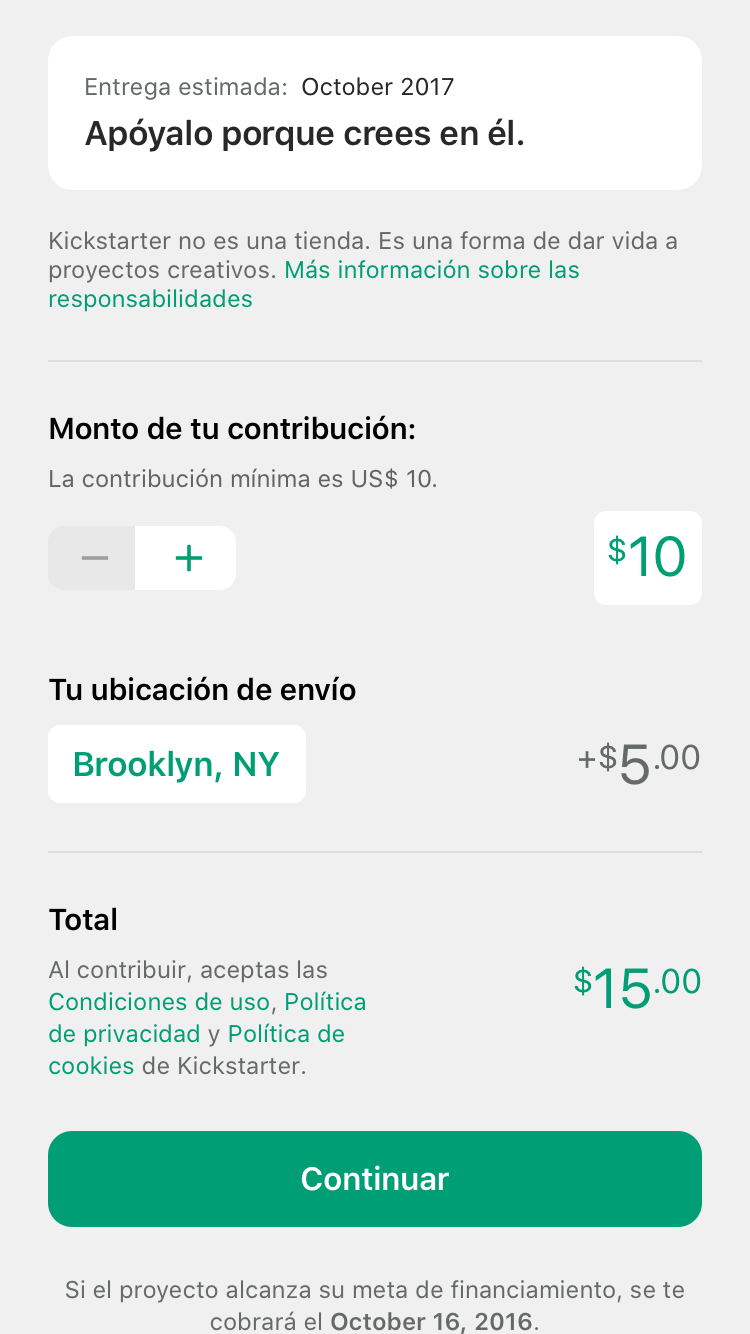 Entrega estimada: October 2017
Apóyalo porque crees en él.
Kickstarter no es una tienda. Es una forma de dar vida a
proyectos creativos. Más información sobre las
responsabilidades
Monto de tu contribución:
La contribución mínima es US$ 10.
− +
$10
Tu ubicación de envío
Brooklyn, NY
+$5.00
Total
Al contribuir, aceptas las
Condiciones de uso, Política
de privacidad y Política de
cookies de Kickstarter.
$15.00
Continuar
Si el proyecto alcanza su meta de financiamiento, se te
cobrará el October 16, 2016.